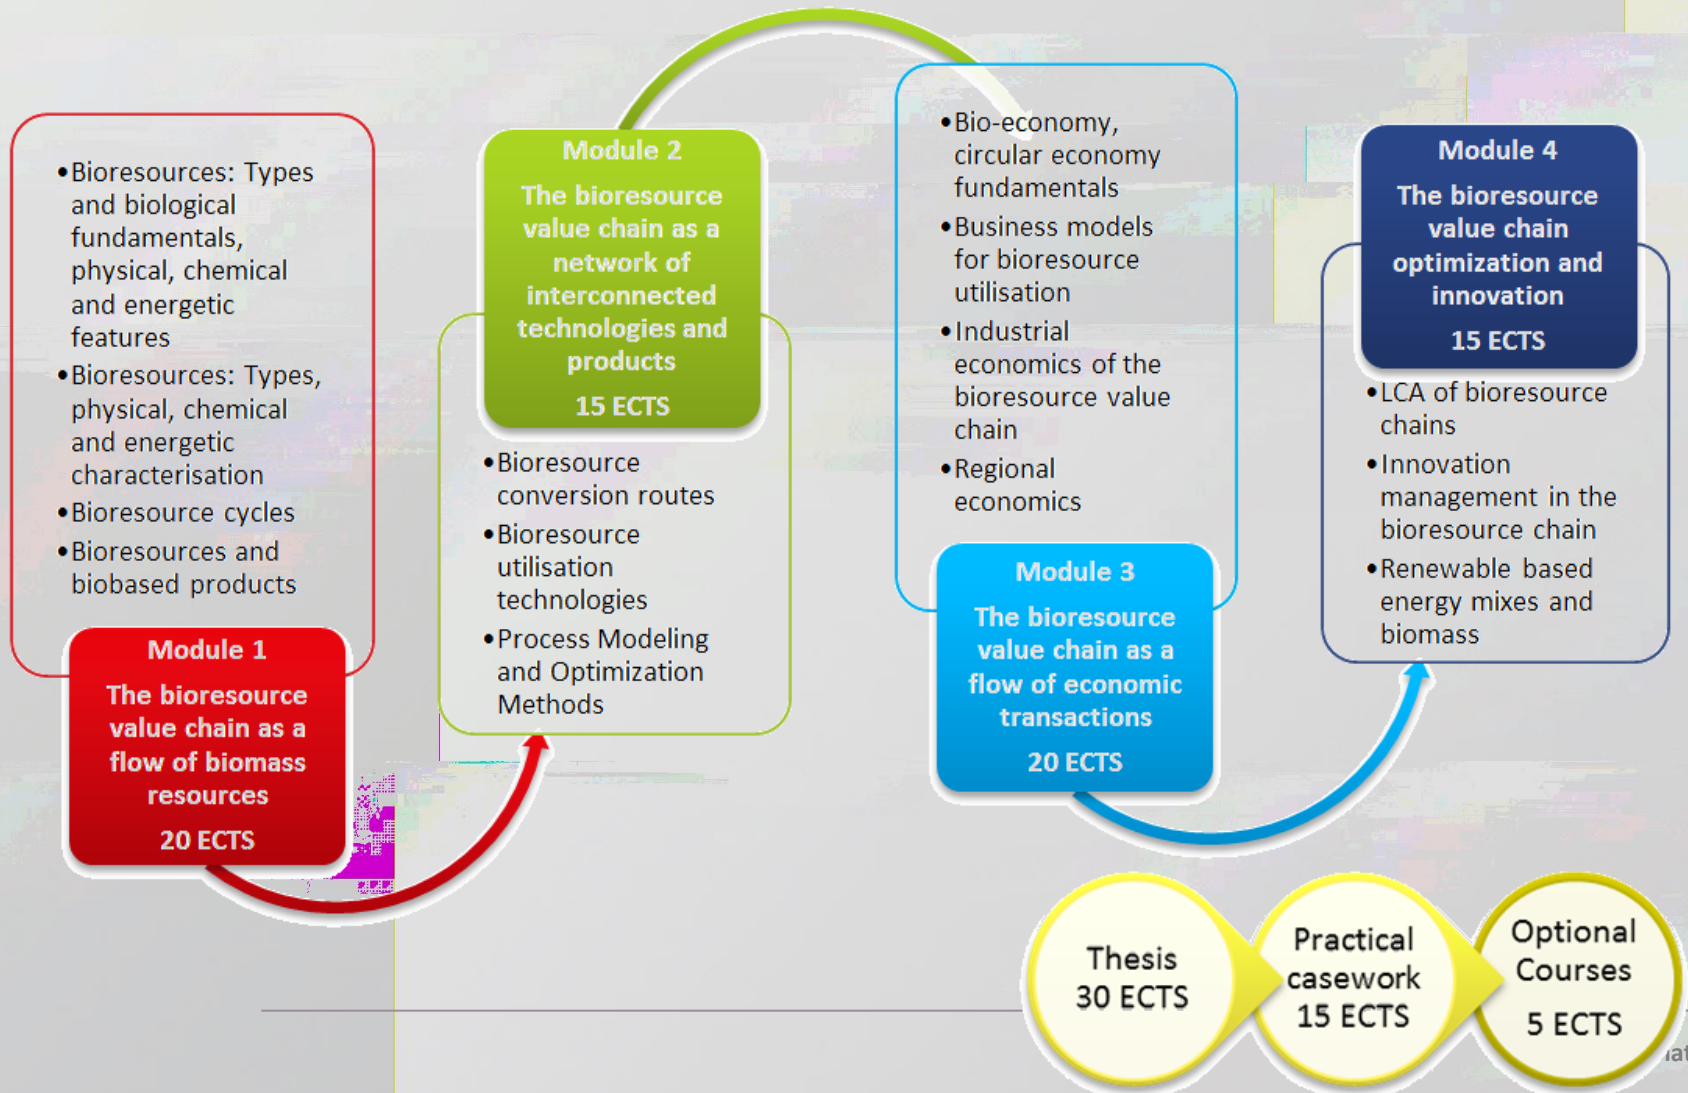 •Bioresources: Types
and biological
fundamentals,
physical, chemical
and energetic
features
•Bioresources: Types,
physical, chemical
and energetic
characterisation
•Bioresource cycles
•Bioresources and
biobased products
Module 1
The bioresource
value chain as a
flow of biomass
resources
20 ECTS
Module 2
The bioresource
value chain as a
network of
interconnected
technologies and
products
15 ECTS
•Bioresource
conversion routes
•Bioresource
utilisation
technologies
•Process Modeling
and Optimization
Methods
•Bio-economy,
circular economy
fundamentals
•Business models
for bioresource
utilisation
•Industrial
economics of the
bioresource value
chain
•Regional
economics
Module 3
The bioresource
value chain as a
flow of economic
transactions
20 ECTS
Module 4
The bioresource
value chain
optimization and
innovation
15 ECTS
•LCA of bioresource
chains
•Innovation
management in the
bioresource chain
•Renewable based
energy mixes and
biomass
Thesis
30 ECTS
Practical
casework
15 ECTS
Optional
Courses
5 ECTS